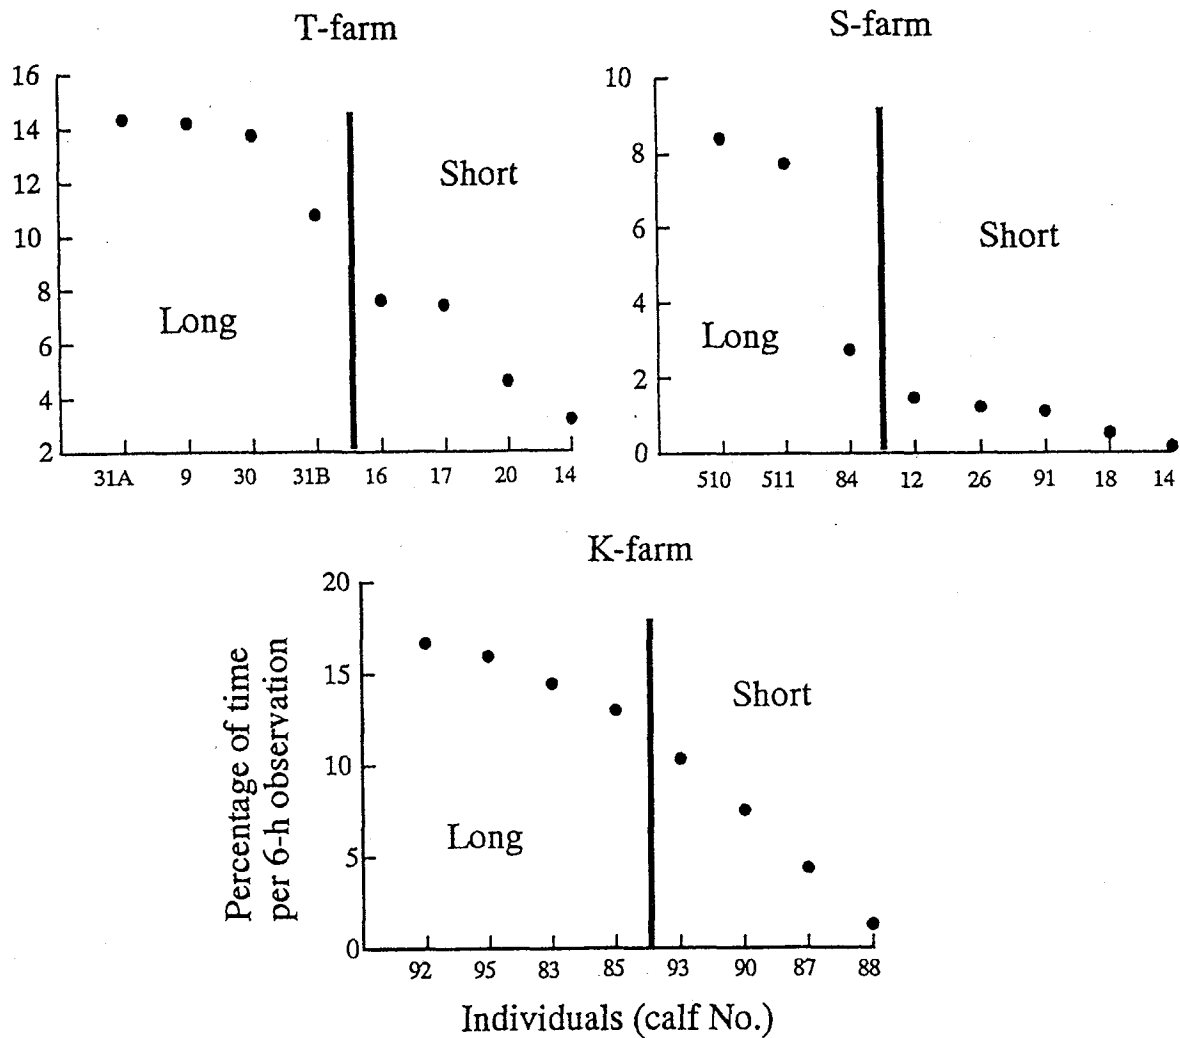 T-farm
16
14
12
10
8
6
4
2
Long
Short
31A 9 30 31B 16 17 20 14
S-farm
10
8
6
4
2
0
Long
Short
510 511 84 12 26 91 18 14
K-farm
20
15
10
5
0
Percentage of time
per 6-h observation
Long
Short
92 95 83 85 93 90 87 88
Individuals (calf No.)